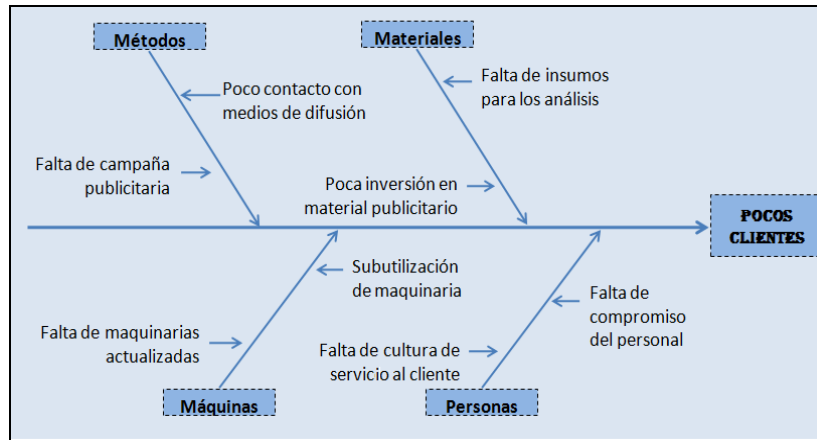 Métodos
Materiales
Poco contacto con
medios de difusión
Falta de insumos
para los análisis
Falta de campaña
publicitaria
Poca inversión en
material publicitario
POCOS
CLIENTES
Subutilización
de maquinaria
Falta de
compromiso
del personal
Falta de maquinarias
actualizadas
Falta de cultura de
servicio al cliente
Máquinas
Personas